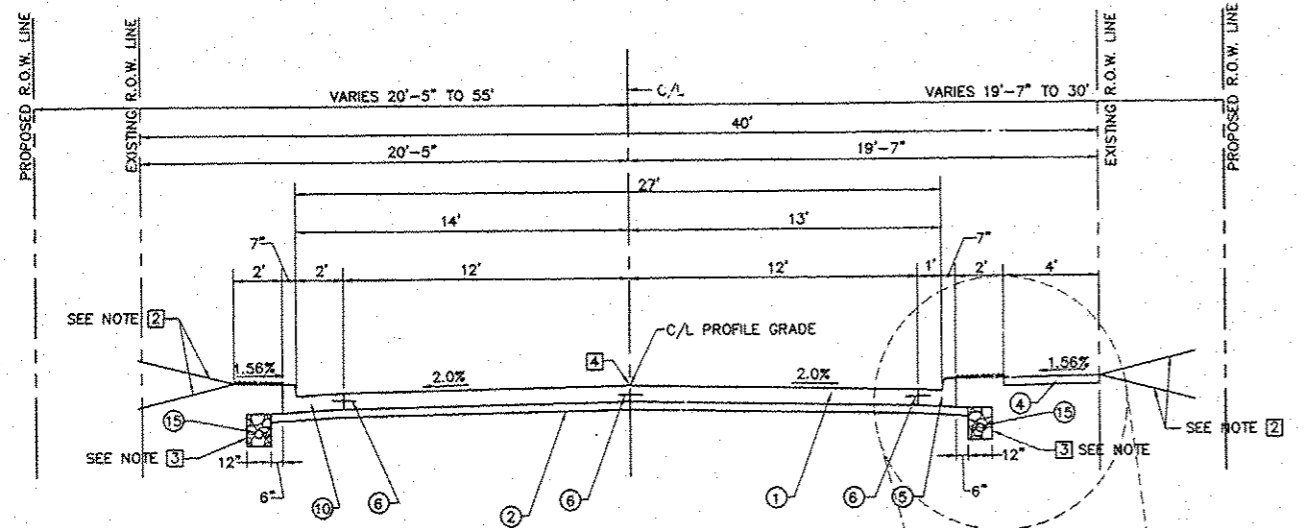 PROPOSED R.O.W. LINE
EXISTING R.O.W. LINE
EXISTING R.O.W. LINE
PROPOSED R.O.W. LINE
VARIES 20'-5" TO 55'
C/L
VARIES 19'-7" TO 30'
40'
20'-5"
19'-7"
27'
14'
13'
7"
7"
2'
2'
12'
12'
1'
2'
4'
SEE NOTE 2
C/L PROFILE GRADE
4
1.56%
2.0%
2.0%
1.56%
4
15
15
SEE NOTE 2
SEE NOTE 3
12"
12"
3 SEE NOTE
6"
6"
10
6
2
6
1
6
5